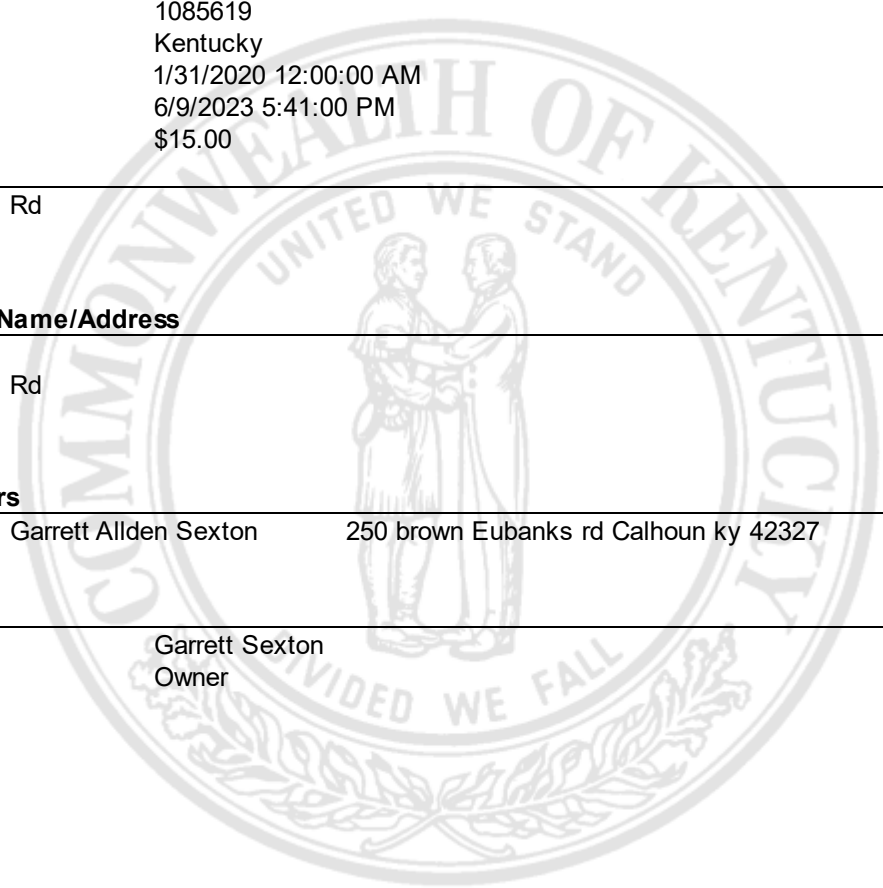 1085619
Kentucky
1/31/2020 12:00:00 AM
6/9/2023 5:41:00 PM
$15.00
Rd
Name/Address
Rd
rs
Garrett Allden Sexton 250 brown Eubanks rd Calhoun ky 42327
Garrett Sexton
Owner
COMMONWEALTH OF KENTUCKY
UNITED WE STAND
DIVIDED WE FALL